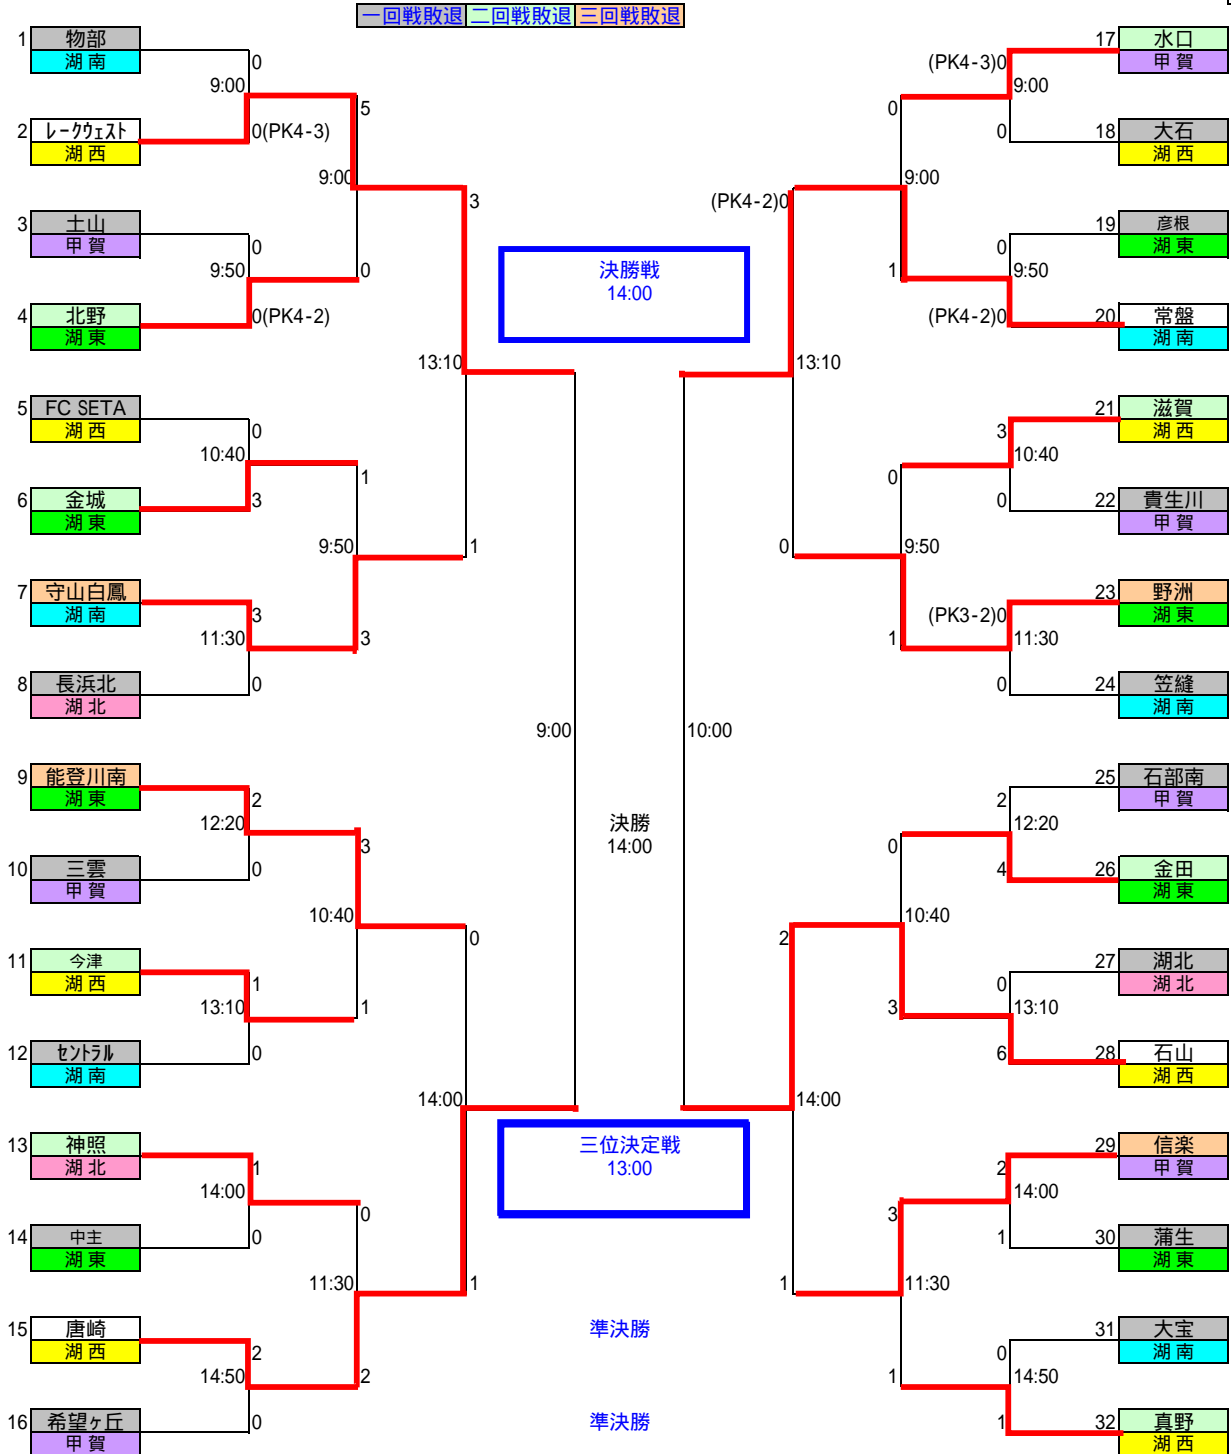 一回戦敗退 二回戦敗退 三回戦敗退
1 物部
湖南
0
9:00
2 レークウェスト
湖西
0(PK4-3)
5
9:00
3 土山
甲賀
0
9:50
4 北野
湖東
0(PK4-2)
0
3
13:10
5 FC SETA
湖西
0
10:40
6 金城
湖東
3
1
9:50
7 守山白鳳
湖南
3
11:30
8 長浜北
湖北
0
3
1
9:00
9 能登川南
湖東
2
12:20
10 三雲
甲賀
0
3
10:40
11 今津
湖西
1
13:10
12 セントラル
湖南
0
1
0
14:00
13 神照
湖北
1
14:00
14 中主
湖東
0
0
11:30
15 唐崎
湖西
2
14:50
16 希望ヶ丘
甲賀
0
2
1
決勝戦
14:00
決勝
14:00
三位決定戦
13:00
準決勝
準決勝
17 水口
甲賀
(PK4-3)0
9:00
18 大石
湖西
0
0
9:00
19 彦根
湖東
0
9:50
20 常盤
湖南
(PK4-2)0
1
(PK4-2)0
13:10
21 滋賀
湖西
3
10:40
22 貴生川
甲賀
0
0
9:50
23 野洲
湖東
(PK3-2)0
11:30
24 笠縫
湖南
0
1
0
10:00
25 石部南
甲賀
2
12:20
26 金田
湖東
4
0
10:40
27 湖北
湖北
0
13:10
28 石山
湖西
6
3
2
14:00
29 信楽
甲賀
2
14:00
30 蒲生
湖東
1
3
11:30
31 大宝
湖南
0
14:50
32 真野
湖西
1
1
1